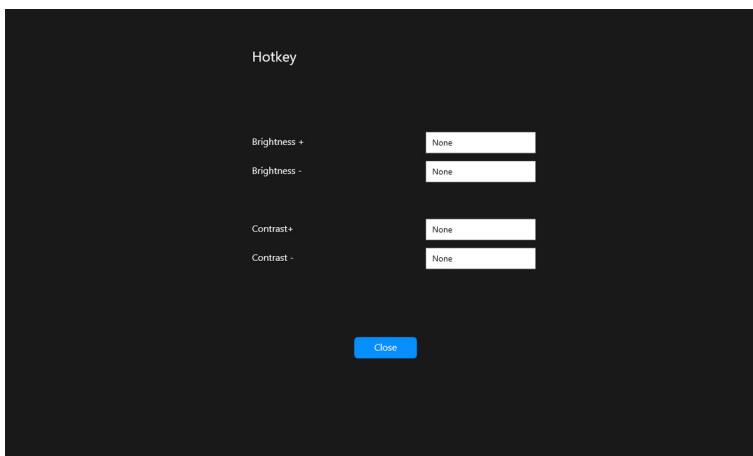 Hotkey
Brightness + None
Brightness - None
Contrast+ None
Contrast - None
Close